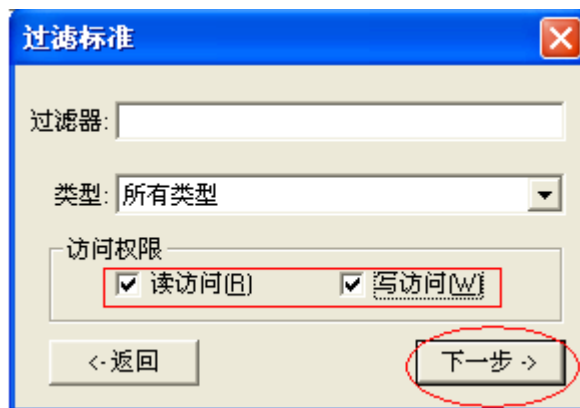 过滤标准
过滤器:
类型: 所有类型
访问权限
读访问(R) 写访问(W)
<-返回 下一步 ->